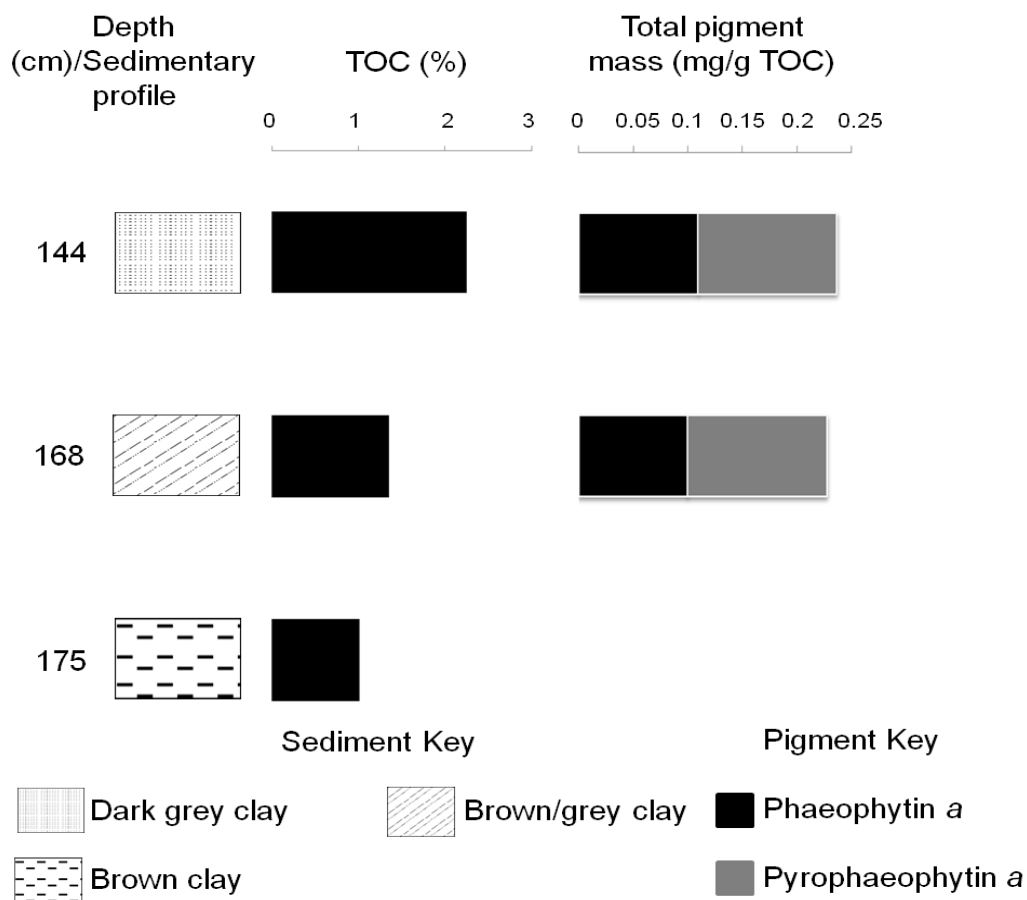 Depth
(cm)/Sedimentary
profile
TOC (%)
Total pigment
mass (mg/g TOC)
0 1 2 3
0 0.05 0.1 0.15 0.2 0.25
144
168
175
Sediment Key
Pigment Key
Dark grey clay
Brown/grey clay
Phaeophytin a
Brown clay
Pyrophaeophytin a